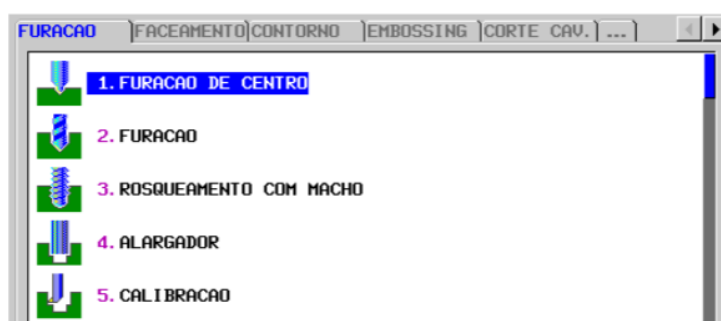 FURACAO FACEAMENTO CONTORNO EMBOSSING CORTE CAV. ...
1. FURACAO DE CENTRO
2. FURACAO
3. ROSQUEAMENTO COM MACHO
4. ALARGADOR
5. CALIBRACAO